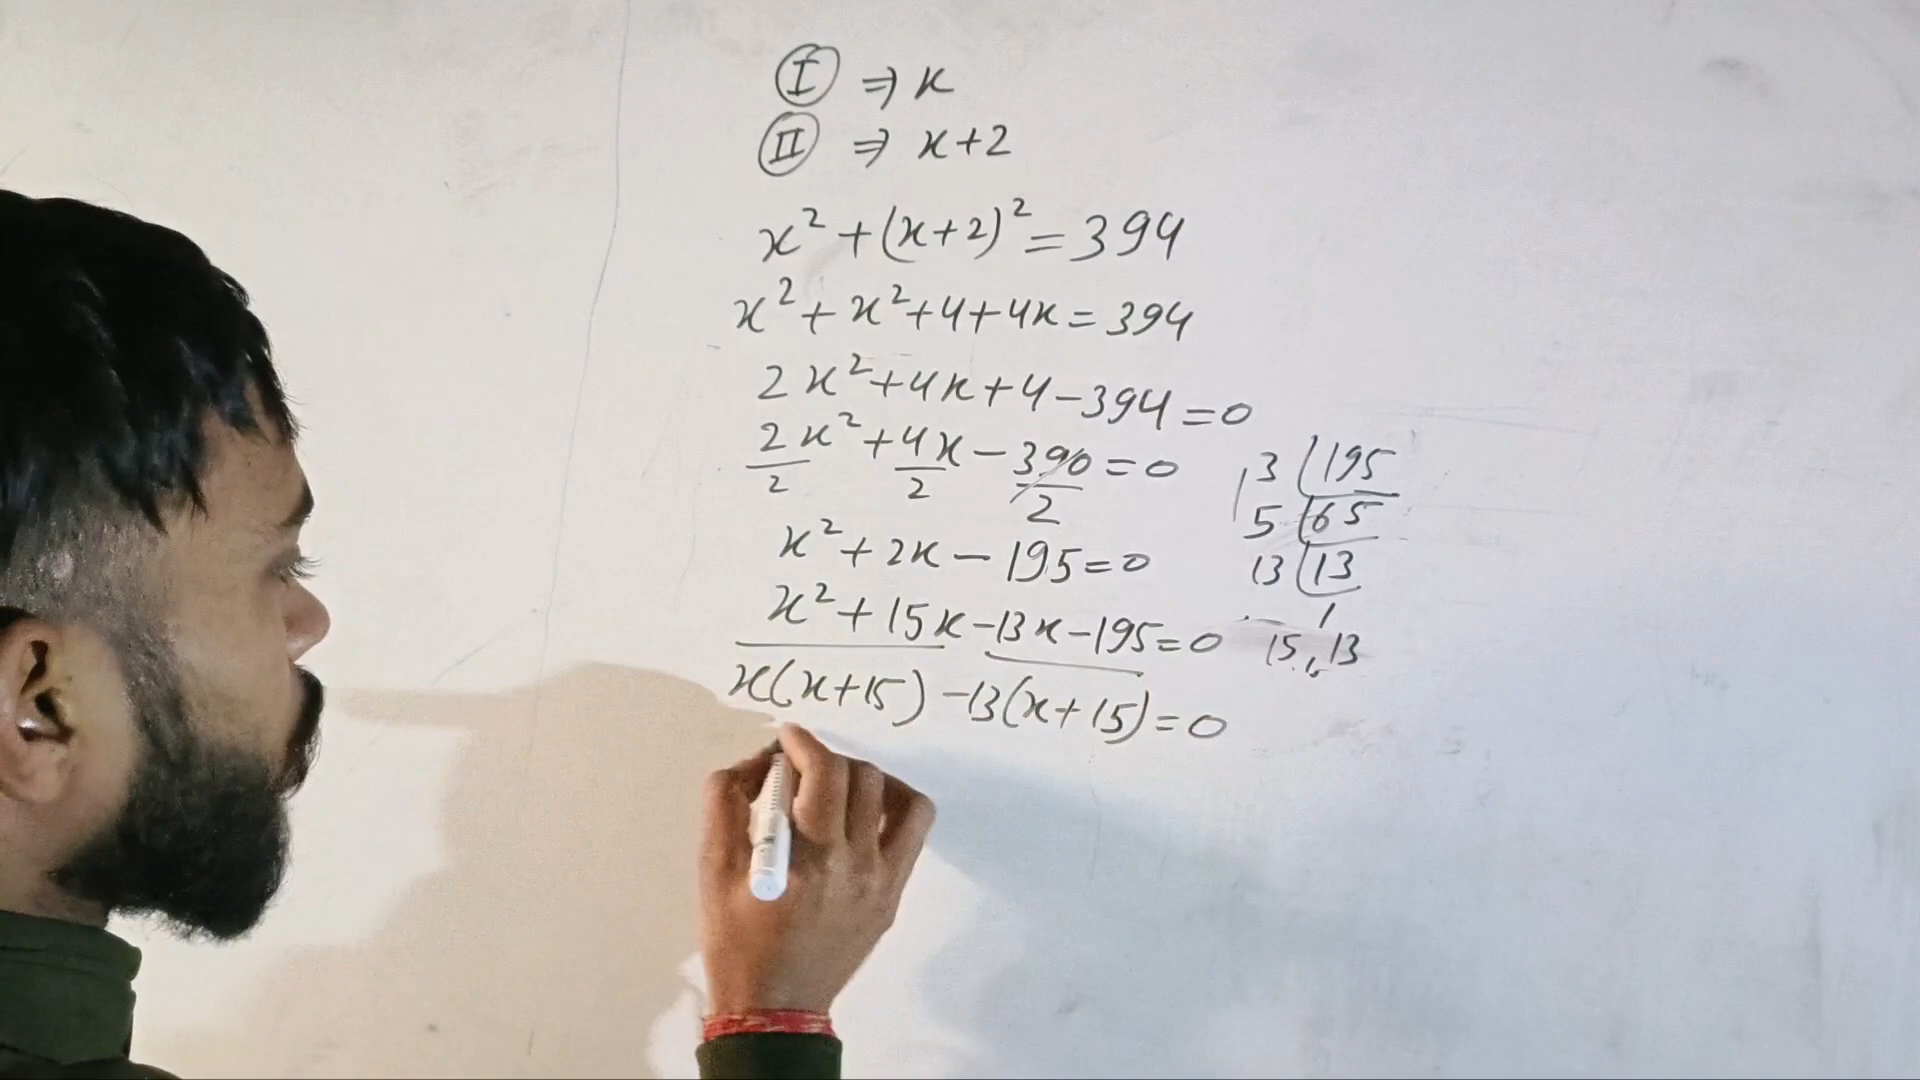 I ⇒ x
II ⇒ x+2
x²+(x+2)²=394
x²+x²+4+4x=394
2x²+4x+4-394=0
2x²/2+4x/2-390/2=0
x²+2x-195=0
x²+15x-13x-195=0
x(x+15)-13(x+15)=0
3 195
5 65
13 13
1
15, 13